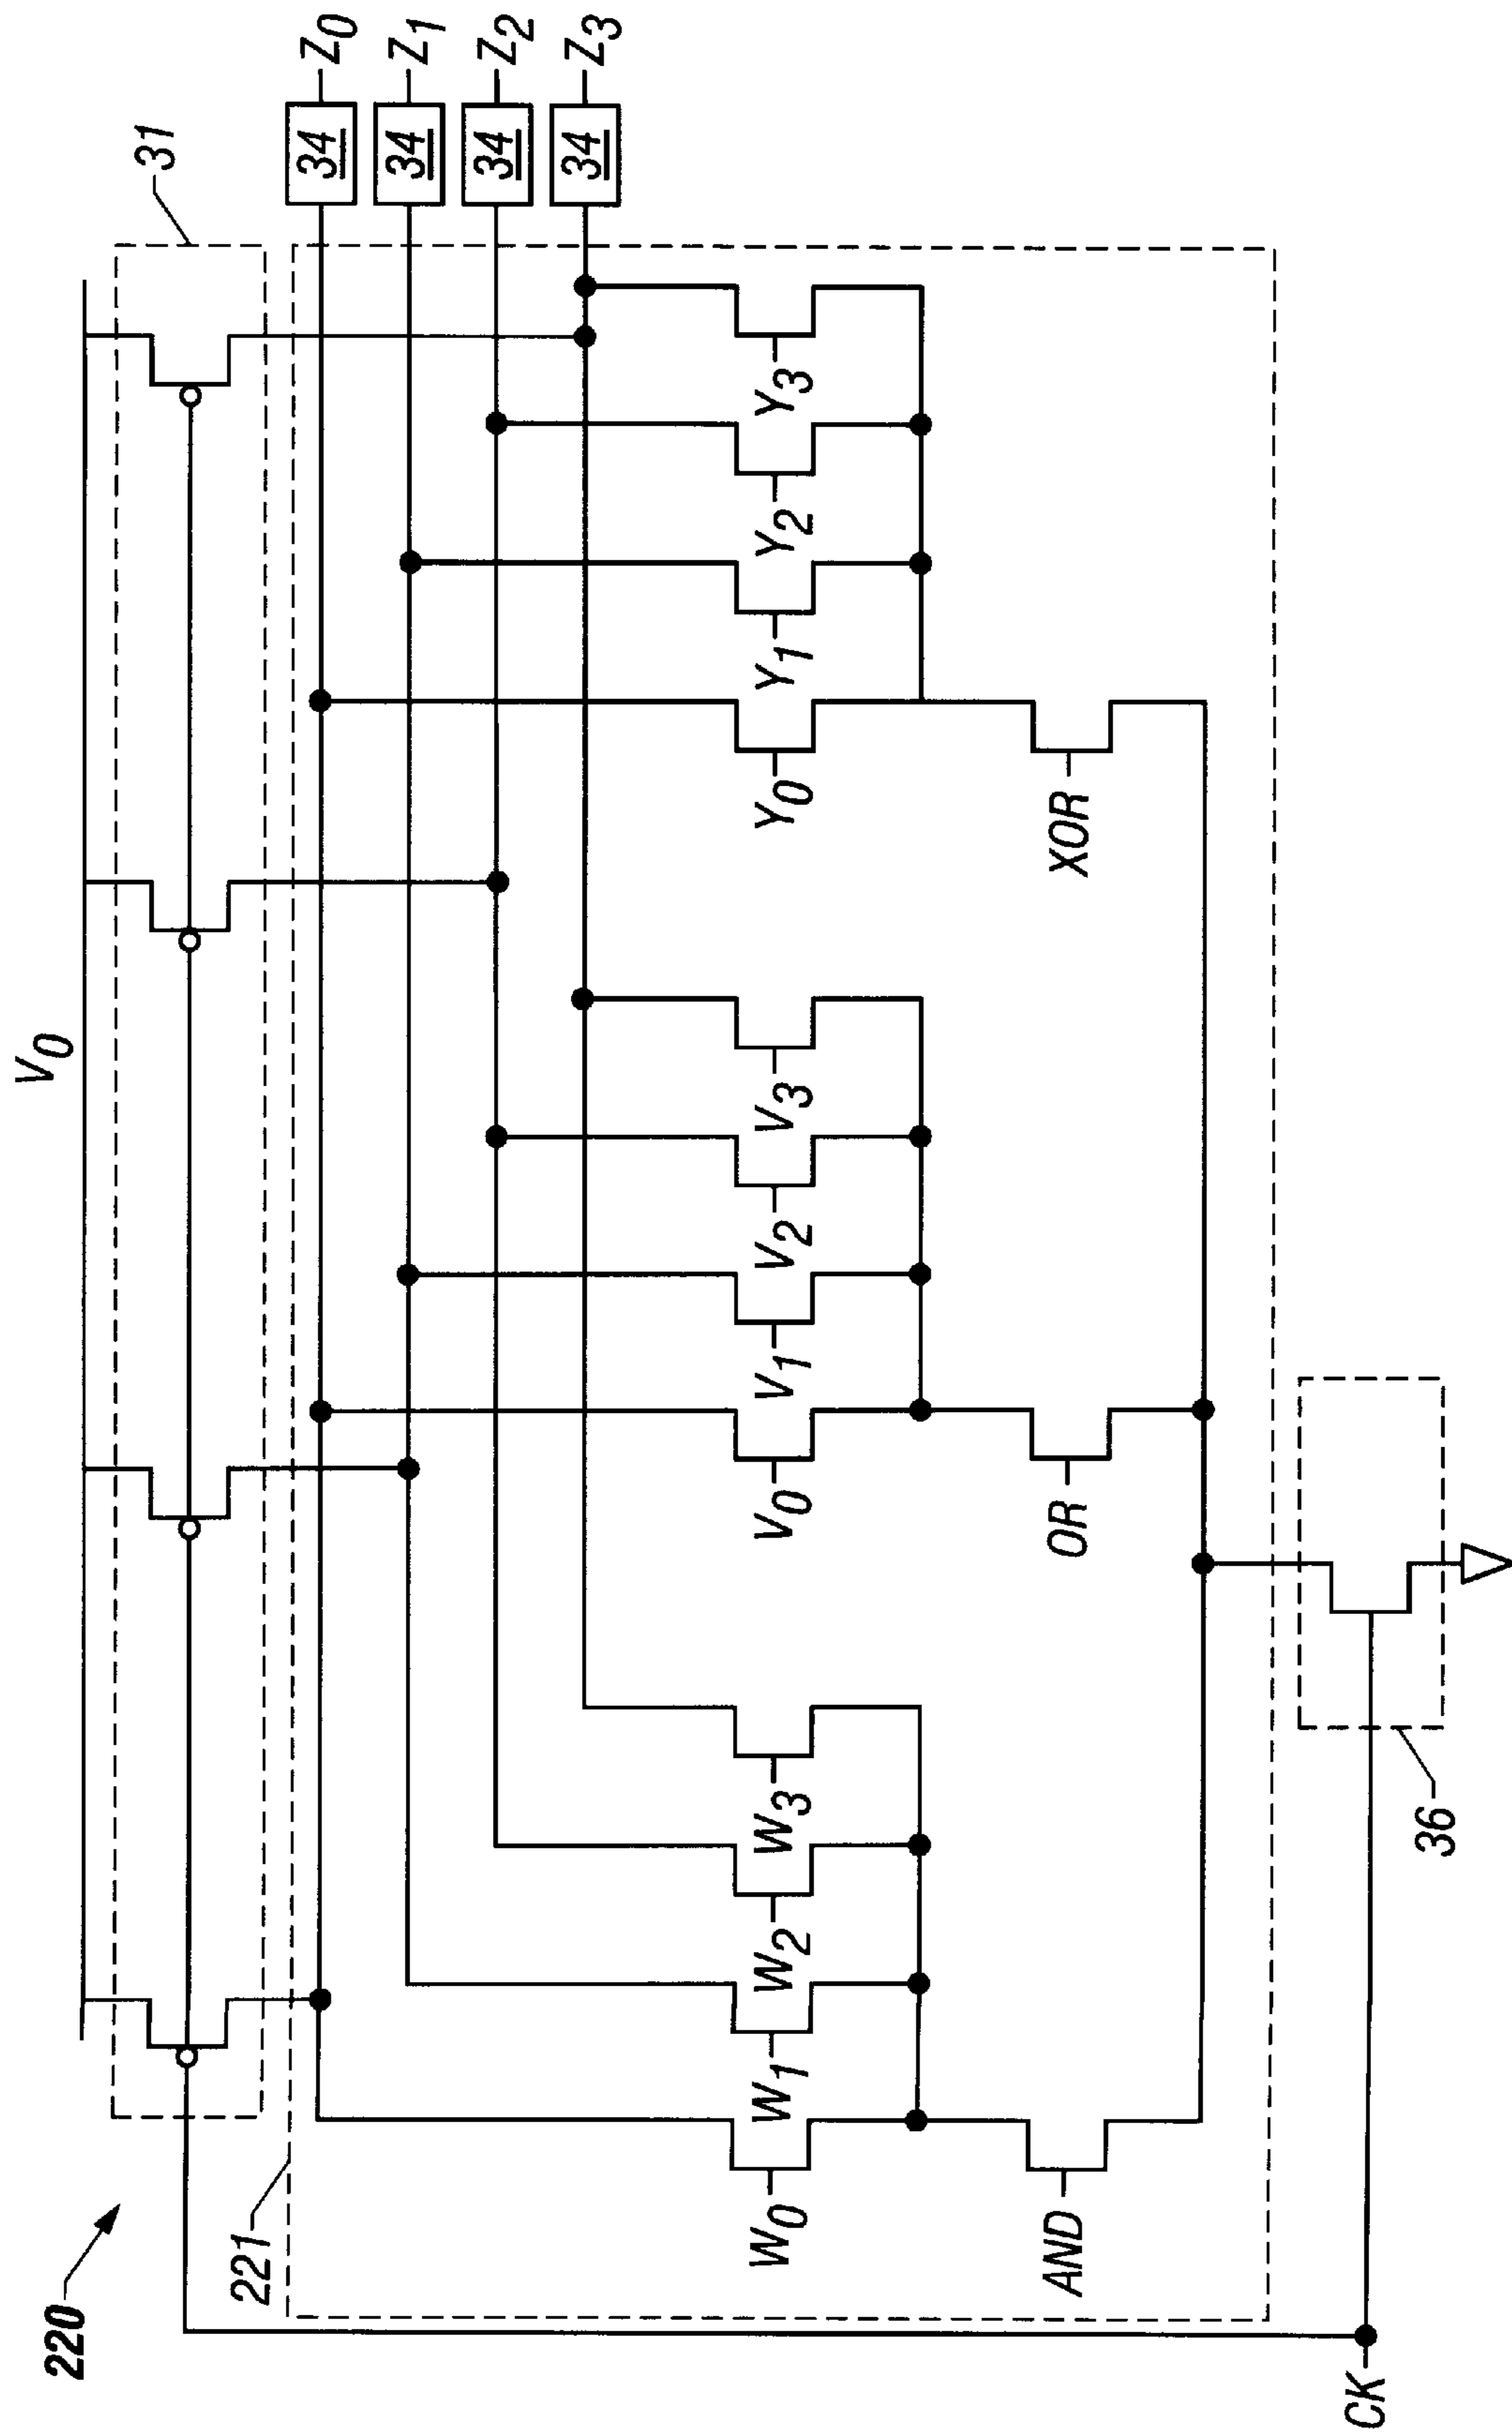 220
221
V0
31
34 Z0
34 Z1
34 Z2
34 Z3
W0 W1 W2 W3
V0 V1 V2 V3
Y0 Y1 Y2 Y3
AND OR XOR
CK
36